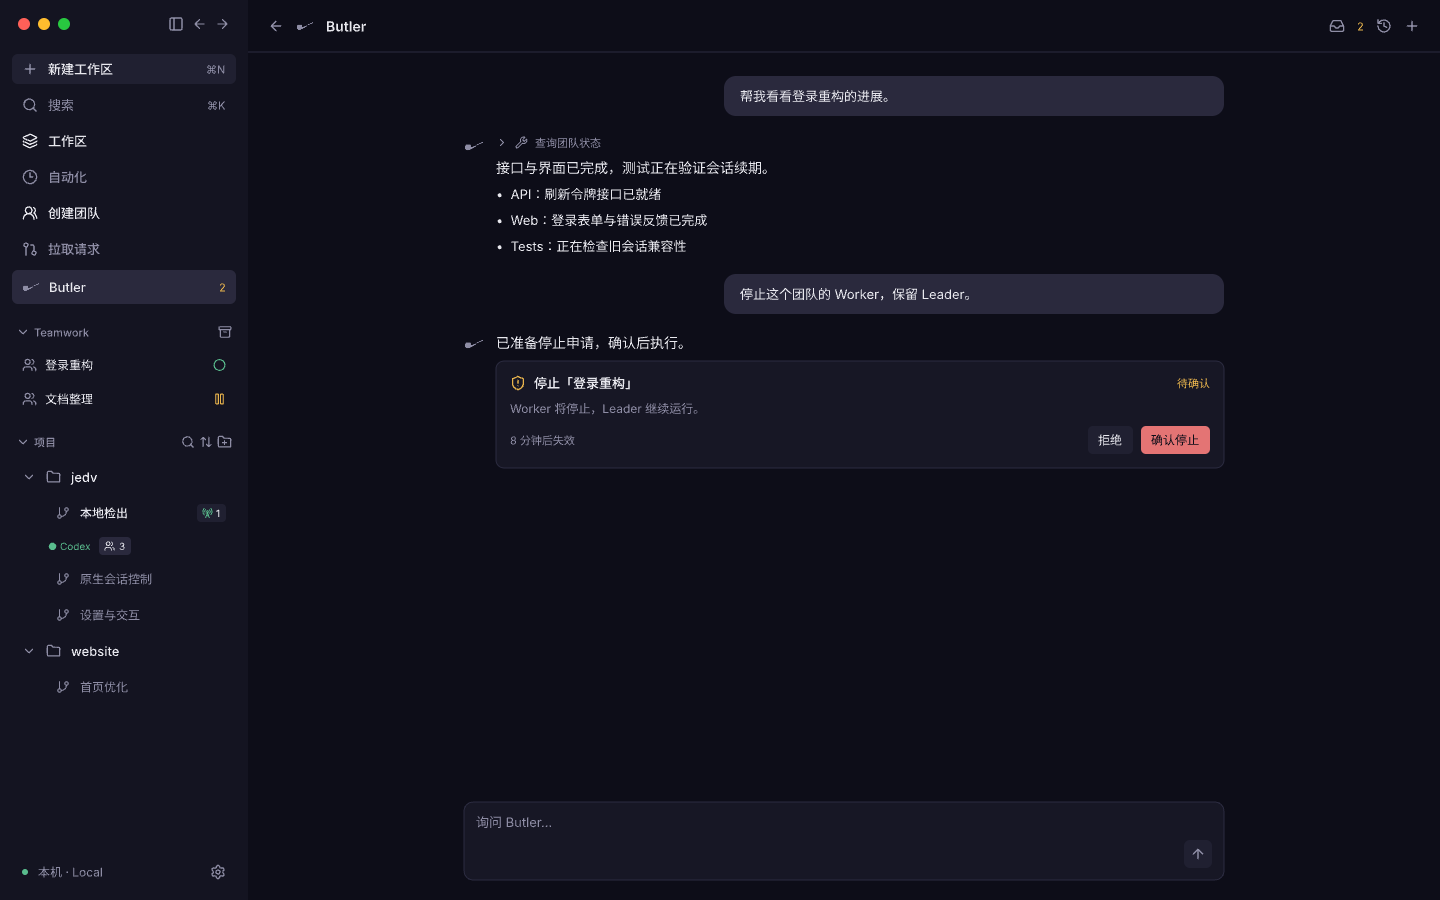 新建工作区 ⌘N
搜索 ⌘K
工作区
自动化
创建团队
拉取请求
Butler 2
Teamwork
登录重构
文档整理
项目
jedv
本地检出 1
Codex 3
原生会话控制
设置与交互
website
首页优化
本机 · Local
Butler
2
帮我看看登录重构的进展。
查询团队状态
接口与界面已完成，测试正在验证会话续期。
• API：刷新令牌接口已就绪
• Web：登录表单与错误反馈已完成
• Tests：正在检查旧会话兼容性
停止这个团队的 Worker，保留 Leader。
已准备停止申请，确认后执行。
停止「登录重构」 待确认
Worker 将停止，Leader 继续运行。
8 分钟后失效 拒绝 确认停止
询问 Butler...